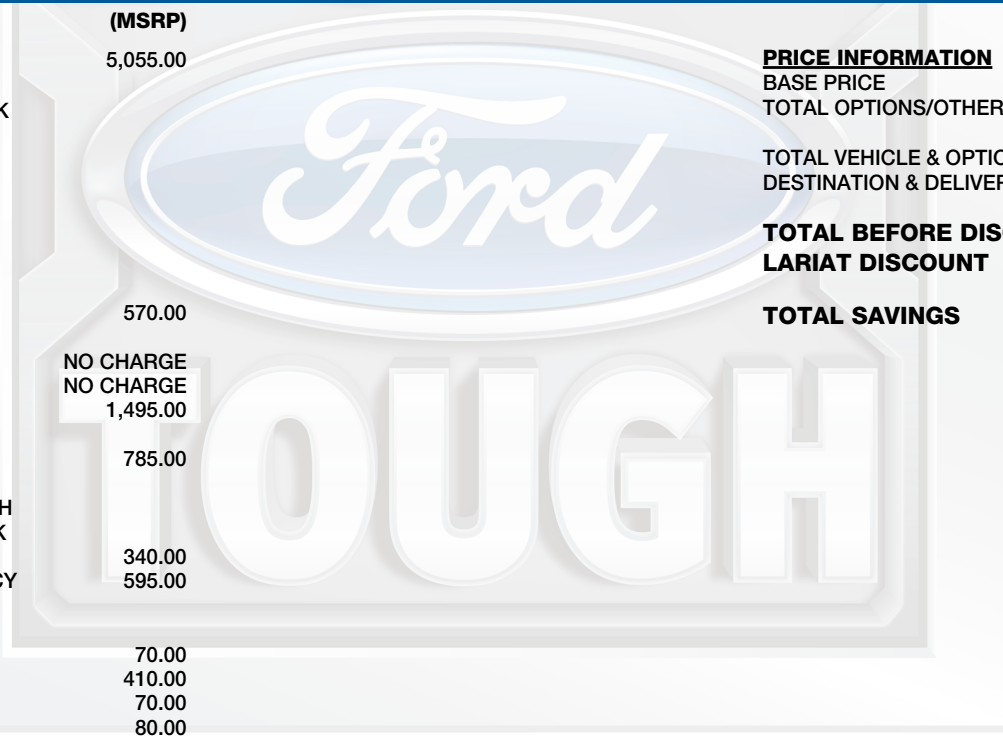 (MSRP)
5,055.00
K
570.00
NO CHARGE
NO CHARGE
1,495.00
785.00
H
K
340.00
CY
595.00
70.00
410.00
70.00
80.00
Ford
TOUGH
PRICE INFORMATION
BASE PRICE
TOTAL OPTIONS/OTHER
TOTAL VEHICLE & OPTIO
DESTINATION & DELIVER
TOTAL BEFORE DIS
LARIAT DISCOUNT
TOTAL SAVINGS